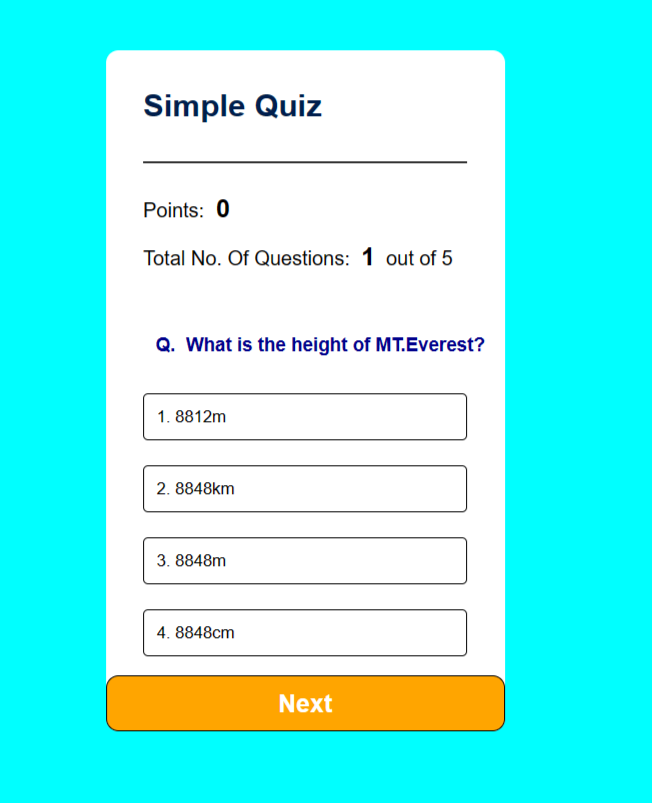 Simple Quiz
Points: 0
Total No. Of Questions: 1 out of 5
Q. What is the height of MT.Everest?
1. 8812m
2. 8848km
3. 8848m
4. 8848cm
Next